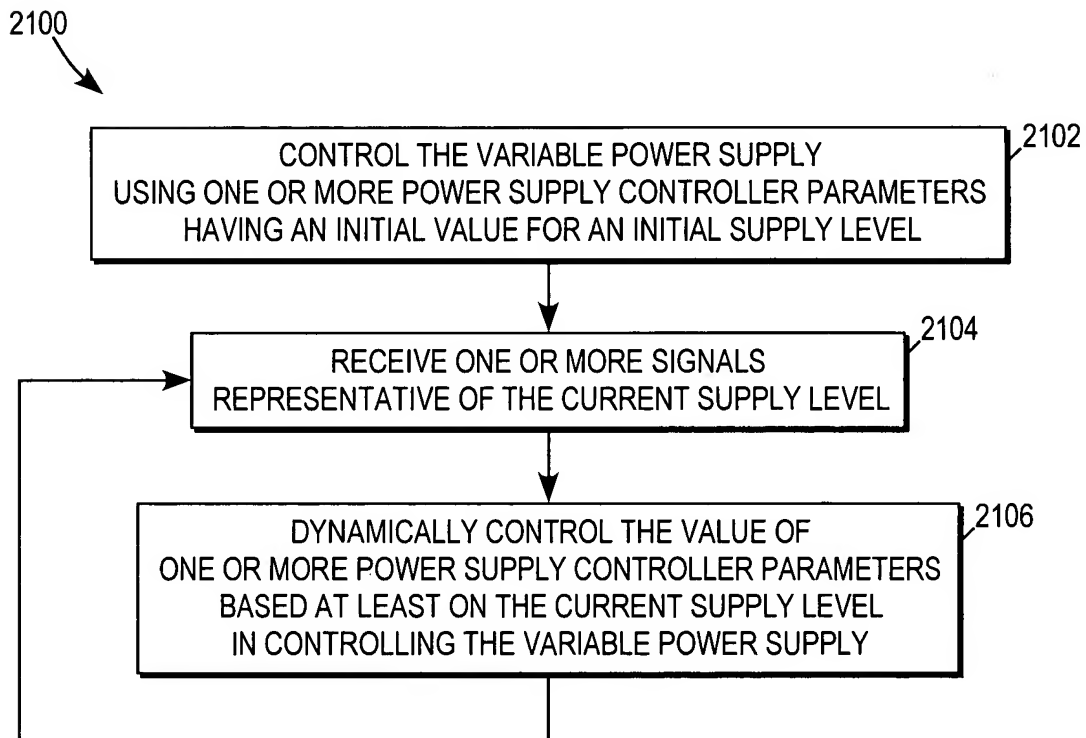 2100
CONTROL THE VARIABLE POWER SUPPLY
USING ONE OR MORE POWER SUPPLY CONTROLLER PARAMETERS
HAVING AN INITIAL VALUE FOR AN INITIAL SUPPLY LEVEL
2102
RECEIVE ONE OR MORE SIGNALS
REPRESENTATIVE OF THE CURRENT SUPPLY LEVEL
2104
DYNAMICALLY CONTROL THE VALUE OF
ONE OR MORE POWER SUPPLY CONTROLLER PARAMETERS
BASED AT LEAST ON THE CURRENT SUPPLY LEVEL
IN CONTROLLING THE VARIABLE POWER SUPPLY
2106